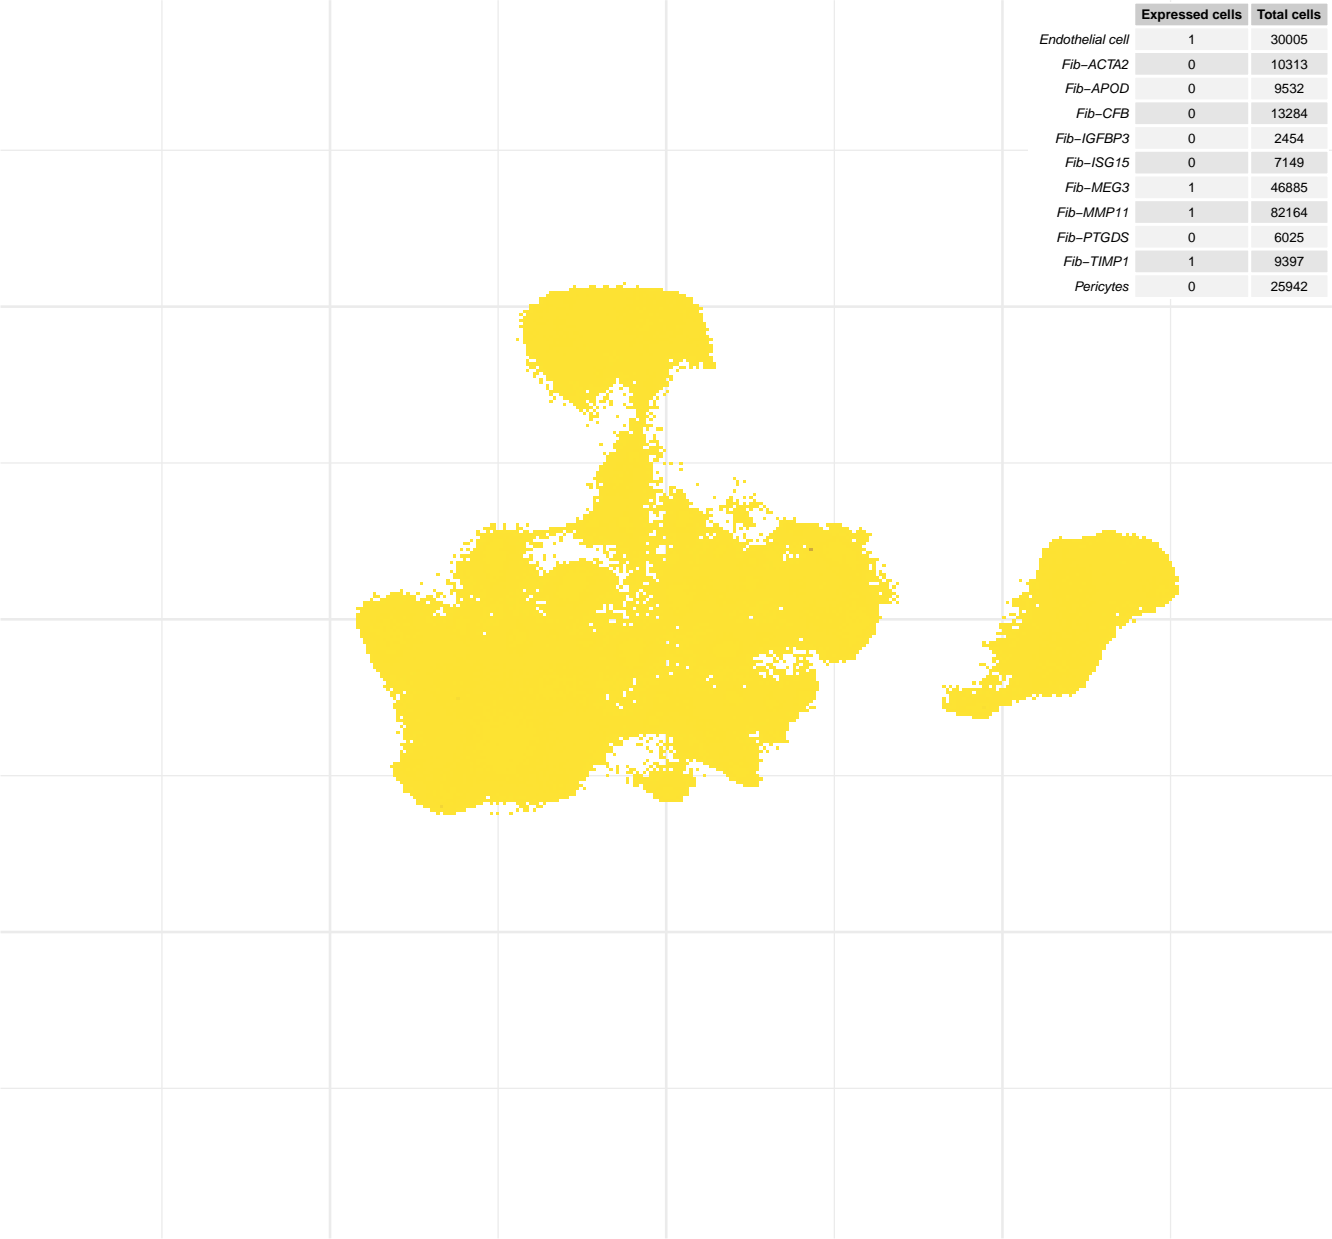 Expressed cells Total cells
Endothelial cell 1 30005
Fib−ACTA2 0 10313
Fib−APOD 0 9532
Fib−CFB 0 13284
Fib−IGFBP3 0 2454
Fib−ISG15 0 7149
Fib−MEG3 1 46885
Fib−MMP11 1 82164
Fib−PTGDS 0 6025
Fib−TIMP1 1 9397
Pericytes 0 25942